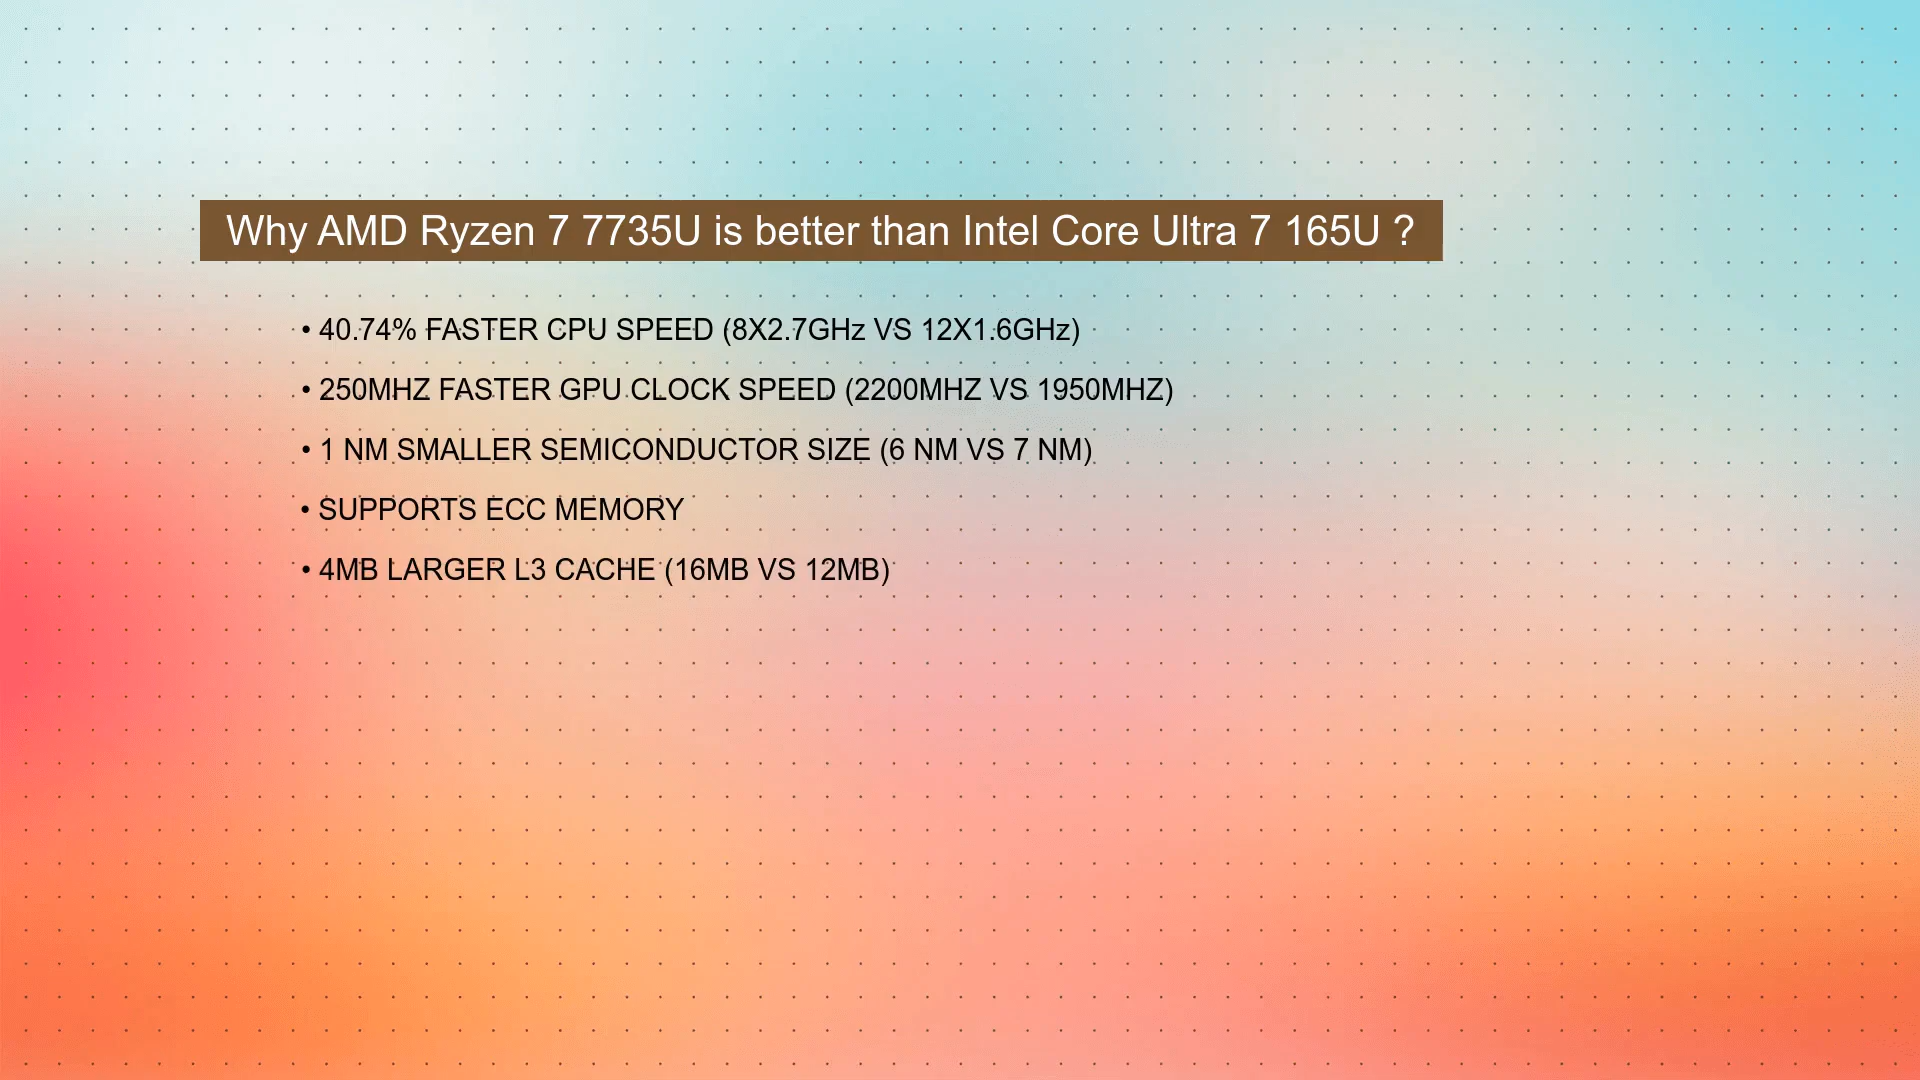 Why AMD Ryzen 7 7735U is better than Intel Core Ultra 7 165U ?
• 40.74% FASTER CPU SPEED (8X2.7GHz VS 12X1.6GHz)
• 250MHZ FASTER GPU CLOCK SPEED (2200MHZ VS 1950MHZ)
• 1 NM SMALLER SEMICONDUCTOR SIZE (6 NM VS 7 NM)
• SUPPORTS ECC MEMORY
• 4MB LARGER L3 CACHE (16MB VS 12MB)